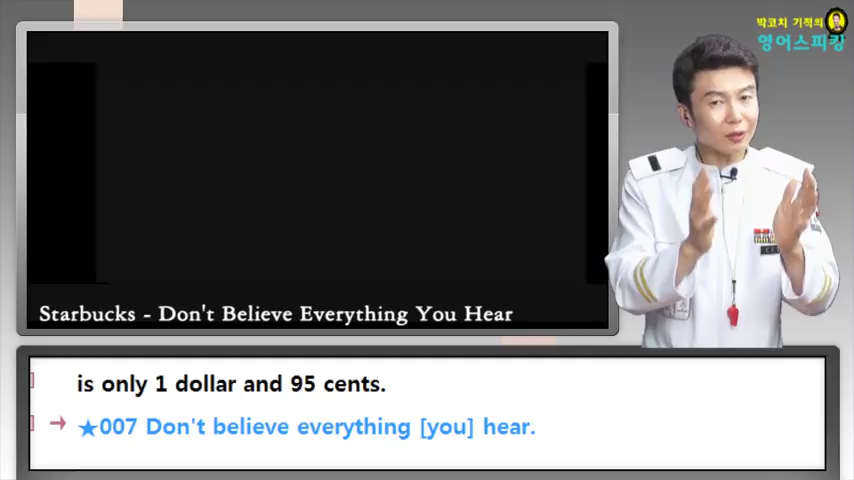 박코치 기적의
영어스피킹
Starbucks - Don't Believe Everything You Hear
is only 1 dollar and 95 cents.
→ ★007 Don't believe everything [you] hear.